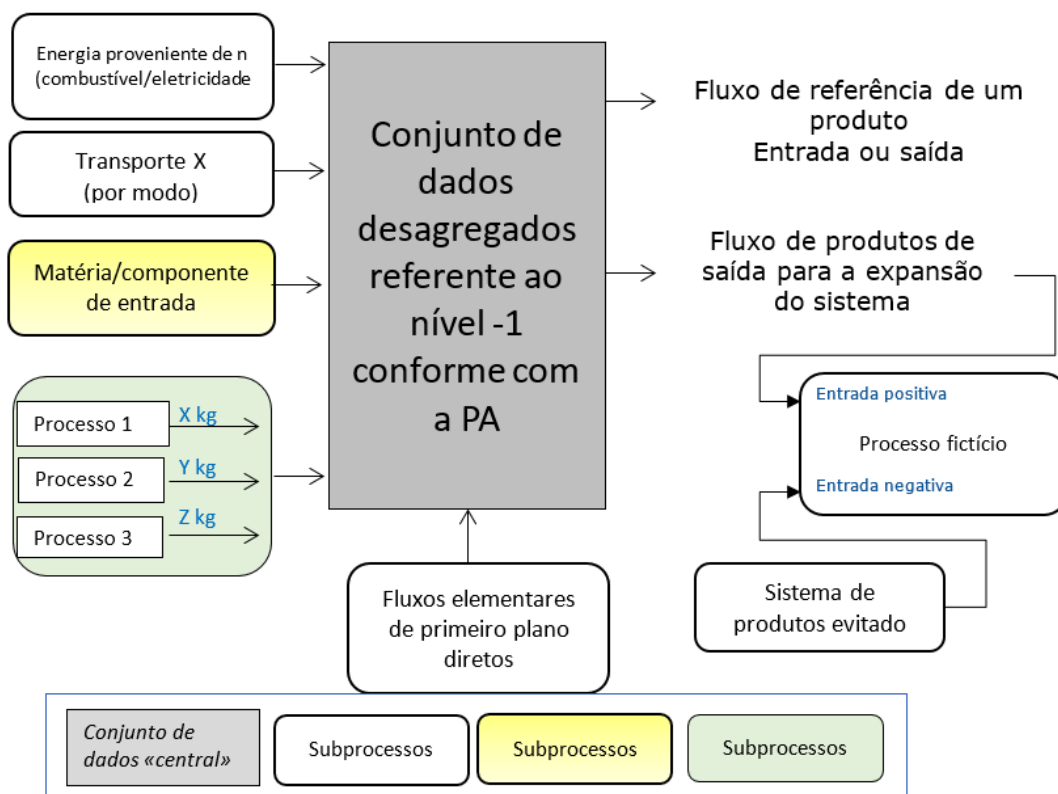 Energia proveniente de n
(combustível/eletricidade
Transporte X
(por modo)
Matéria/componente
de entrada
Processo 1
X kg
Processo 2
Y kg
Processo 3
Z kg
Conjunto de
dados
desagregados
referente ao
nível -1
conforme com
a PA
Fluxos elementares
de primeiro plano
diretos
Fluxo de referência de um
produto
Entrada ou saída
Fluxo de produtos de
saída para a expansão
do sistema
Entrada positiva
Processo fictício
Entrada negativa
Sistema de
produtos evitado
Conjunto de
dados «central»
Subprocessos
Subprocessos
Subprocessos